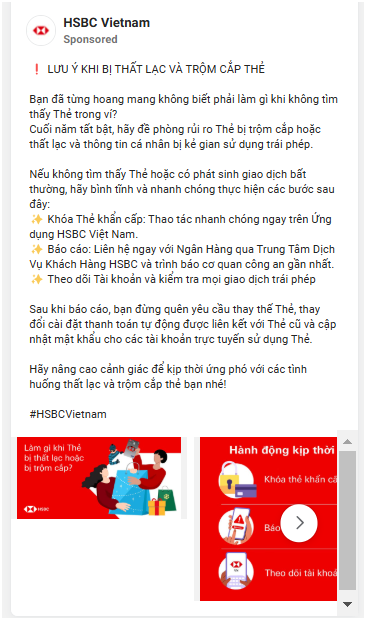 HSBC Vietnam
Sponsored
❗ LƯU Ý KHI BỊ THẤT LẠC VÀ TRỘM CẮP THẺ
Bạn đã từng hoang mang không biết phải làm gì khi không tìm
thấy Thẻ trong ví?
Cuối năm tất bật, hãy đề phòng rủi ro Thẻ bị trộm cắp hoặc
thất lạc và thông tin cá nhân bị kẻ gian sử dụng trái phép.
Nếu không tìm thấy Thẻ hoặc có phát sinh giao dịch bất
thường, hãy bình tĩnh và nhanh chóng thực hiện các bước sau
đây:
✨ Khóa Thẻ khẩn cấp: Thao tác nhanh chóng ngay trên Ứng
dụng HSBC Việt Nam.
✨ Báo cáo: Liên hệ ngay với Ngân Hàng qua Trung Tâm Dịch
Vụ Khách Hàng HSBC và trình báo cơ quan công an gần nhất.
✨ Theo dõi Tài khoản và kiểm tra mọi giao dịch trái phép
Sau khi báo cáo, bạn đừng quên yêu cầu thay thế Thẻ, thay
đổi cài đặt thanh toán tự động được liên kết với Thẻ cũ và cập
nhật mật khẩu cho các tài khoản trực tuyến sử dụng Thẻ.
Hãy nâng cao cảnh giác để kịp thời ứng phó với các tình
huống thất lạc và trộm cắp thẻ bạn nhé!
#HSBCVietnam
Làm gì khi Thẻ
bị thất lạc hoặc
bị trộm cắp?
HSBC
Hành động kịp thời
Khóa thẻ khẩn cấ
Báo
Theo dõi tài khoả